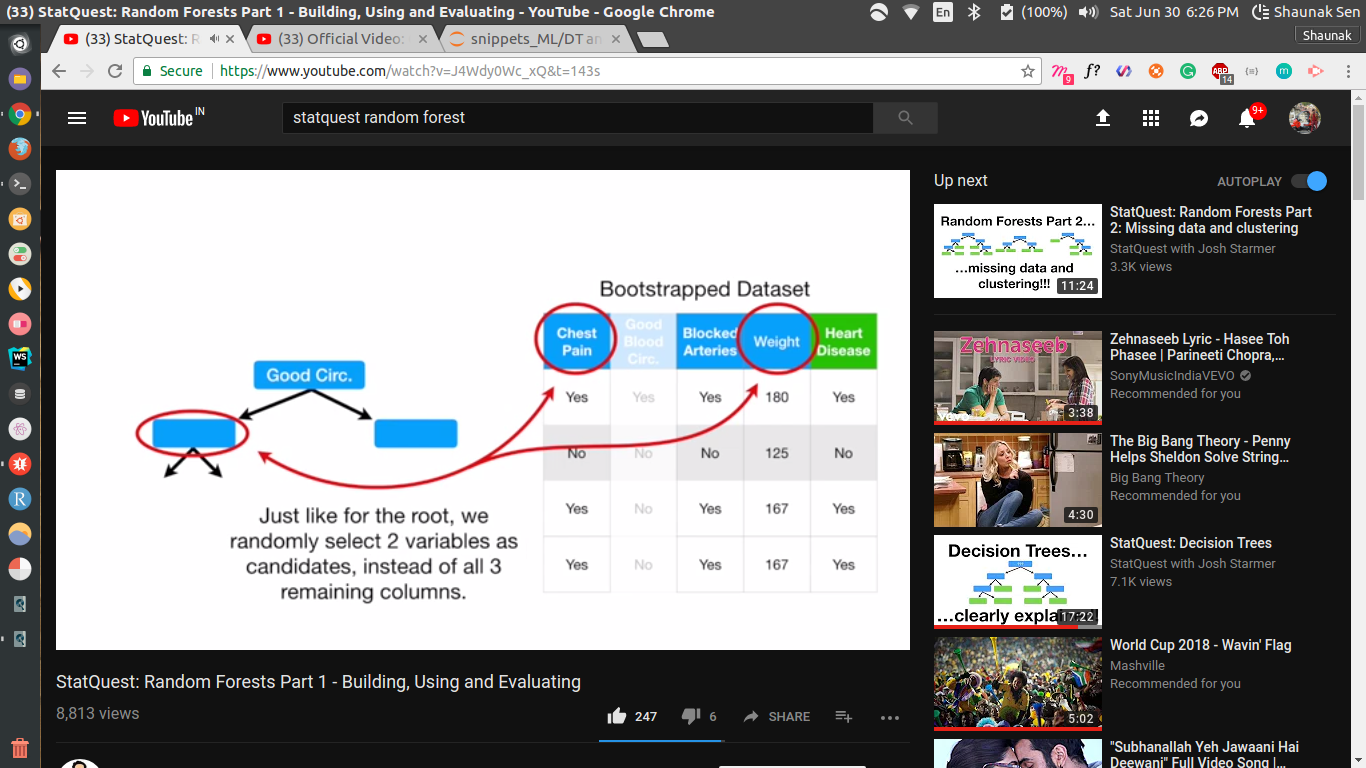 (33) StatQuest: Random Forests Part 1 - Building, Using and Evaluating - YouTube - Google Chrome
En
(100%)
Sat Jun 30 6:26 PM
Shaunak Sen
(33) StatQuest: R
(33) Official Video:
snippets_ML/DT an
Shaunak
Secure
https://www.youtube.com/watch?v=J4Wdy0Wc_xQ&t=143s
9
f?
ABP
14
m
YouTube IN
statquest random forest
9+
Bootstrapped Dataset
Chest Pain
Good Blood Circ.
Blocked Arteries
Weight
Heart Disease
Yes Yes Yes 180 Yes
No No No 125 No
Yes No Yes 167 Yes
Yes No Yes 167 Yes
Good Circ.
Just like for the root, we
randomly select 2 variables as
candidates, instead of all 3
remaining columns.
StatQuest: Random Forests Part 1 - Building, Using and Evaluating
8,813 views
247
6
SHARE
Up next
AUTOPLAY
Random Forests Part 2...
...missing data and
clustering!!!
11:24
StatQuest: Random Forests Part
2: Missing data and clustering
StatQuest with Josh Starmer
3.3K views
Zehnaseeb
LYRIC VIDEO
3:38
Zehnaseeb Lyric - Hasee Toh
Phasee | Parineeti Chopra,...
SonyMusicIndiaVEVO
Recommended for you
4:30
The Big Bang Theory - Penny
Helps Sheldon Solve String...
Big Bang Theory
Recommended for you
Decision Trees...
...clearly expla
17:22
StatQuest: Decision Trees
StatQuest with Josh Starmer
7.1K views
5:02
World Cup 2018 - Wavin' Flag
Mashville
Recommended for you
"Subhanallah Yeh Jawaani Hai
Deewani" Full Video Song |...
WS
R